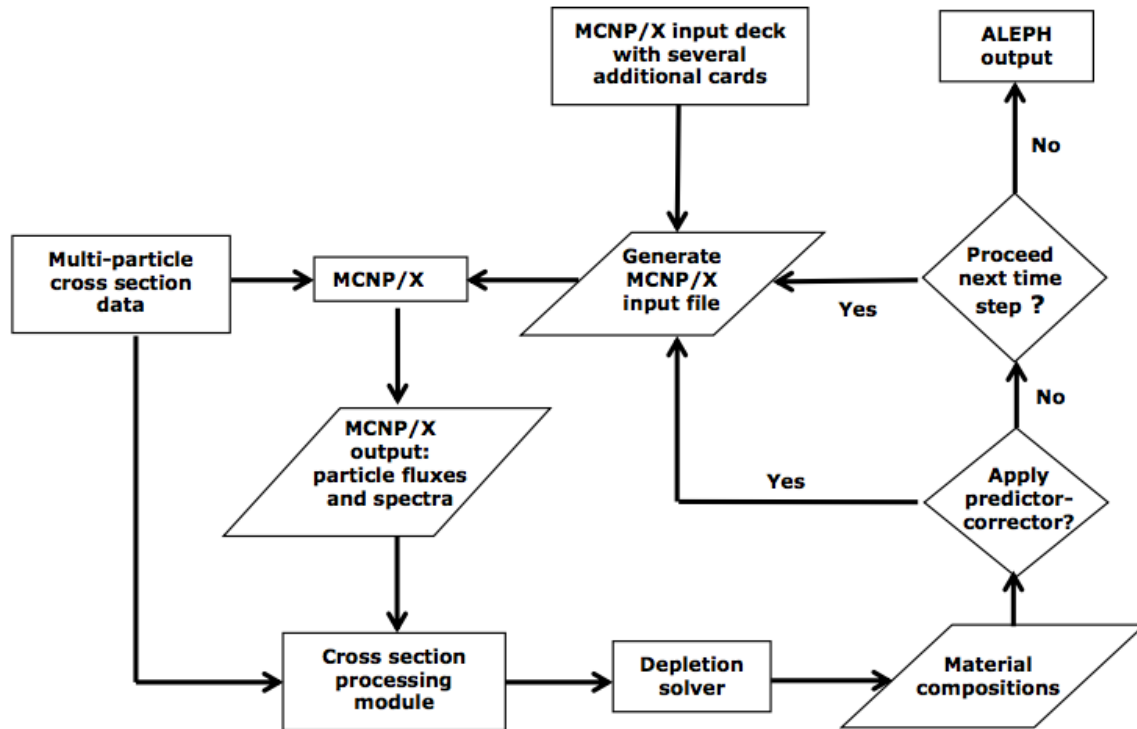 MCNP/X input deck
with several
additional cards
ALEPH
output
No
Multi-particle
cross section
data
MCNP/X
Generate
MCNP/X
input file
Proceed
next time
step ?
Yes
No
MCNP/X
output:
particle fluxes
and spectra
Yes
Apply
predictor-
corrector?
Cross section
processing
module
Depletion
solver
Material
compositions